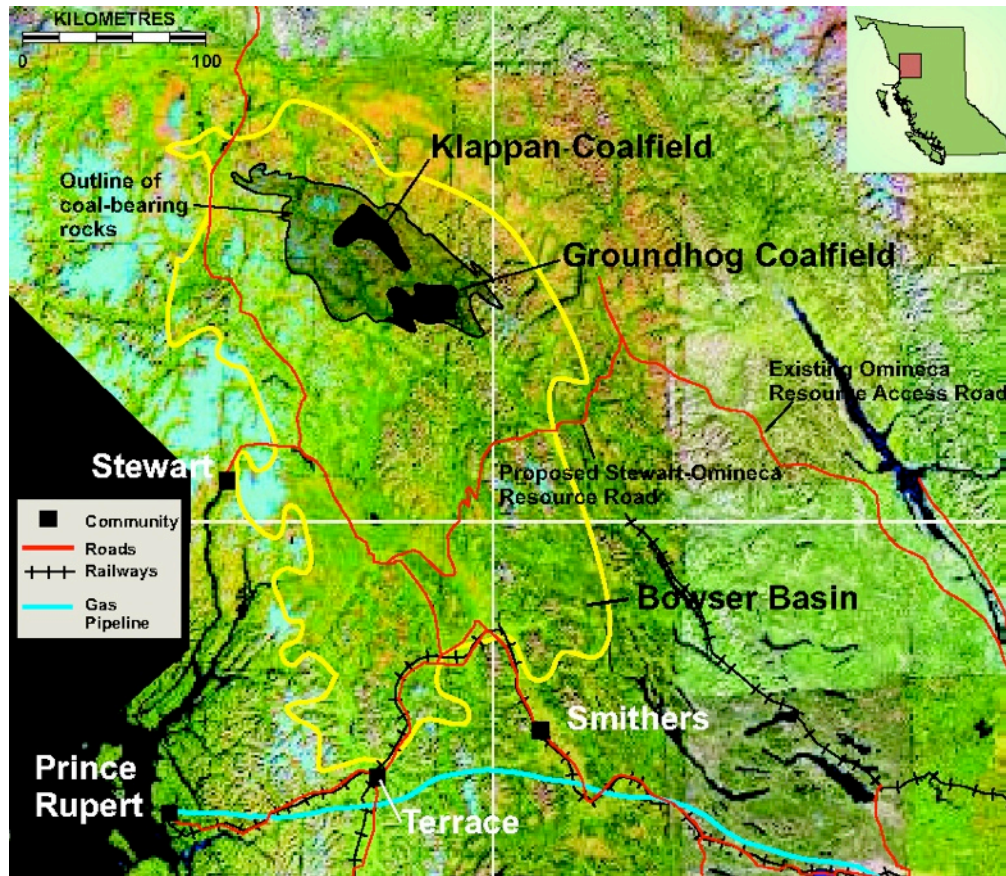 KILOMETRES
0 100
Klappan Coalfield
Outline of
coal-bearing
rocks
Groundhog Coalfield
Existing Omineca
Resource Access Road
Stewart
Proposed Stewart-Omineca
Resource Road
Community
Roads
Railways
Gas
Pipeline
Bowser Basin
Smithers
Prince
Rupert
Terrace